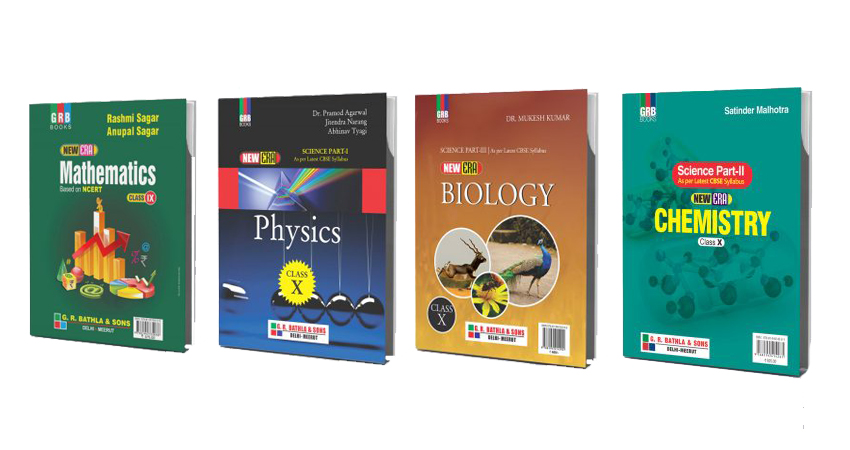 GRB
BOOKS
Rashmi Sagar
Anupal Sagar
NEW ERA
Mathematics
Based on NCERT
CLASS IX
@
G. R. BATHLA & SONS
DELHI - MEERUT
GRB
BOOKS
Dr. Pramod Agarwal
Jitendra Narang
Abhinav Tyagi
SCIENCE PART-I
As per Latest CBSE Syllabus
NEW ERA
Physics
CLASS
X
G. R. BATHLA & SONS
DELHI-MEERUT
GRB
BOOKS
DR. MUKESH KUMAR
SCIENCE PART-III | As per Latest CBSE Syllabus
NEW ERA
BIOLOGY
CLASS
X
G. R. BATHLA & SONS
DELHI-MEERUT
GRB
BOOKS
Satinder Malhotra
Science Part-II
As per Latest CBSE Syllabus
NEW ERA
CHEMISTRY
Class X
G. R. BATHLA & SONS
DELHI-MEERUT